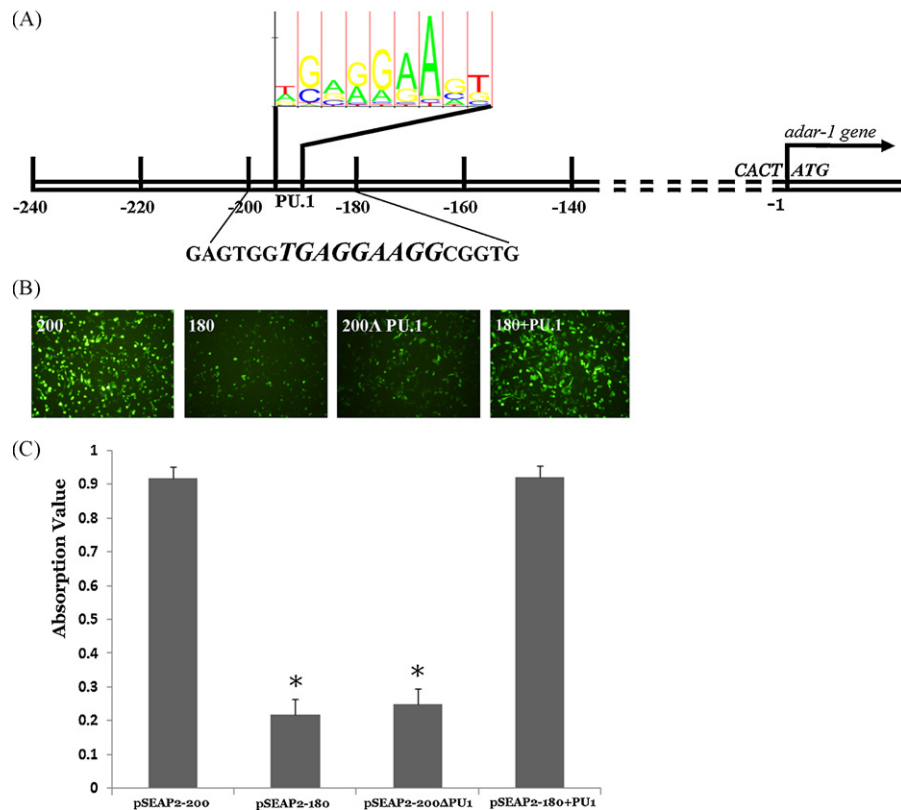 (A)
adar-1 gene
CACT ATG
-240 -220 -200 PU.1 -180 -160 -140 -1
GAGTGGTGAGGAAGGCGGTG
(B)
200 180 200Δ PU.1 180+PU.1
(C)
Absorption Value
1
0.9
0.8
0.7
0.6
0.5
0.4
0.3
0.2
0.1
0
* *
pSEAP2-200 pSEAP2-180 pSEAP2-200ΔPU1 pSEAP2-180+PU1